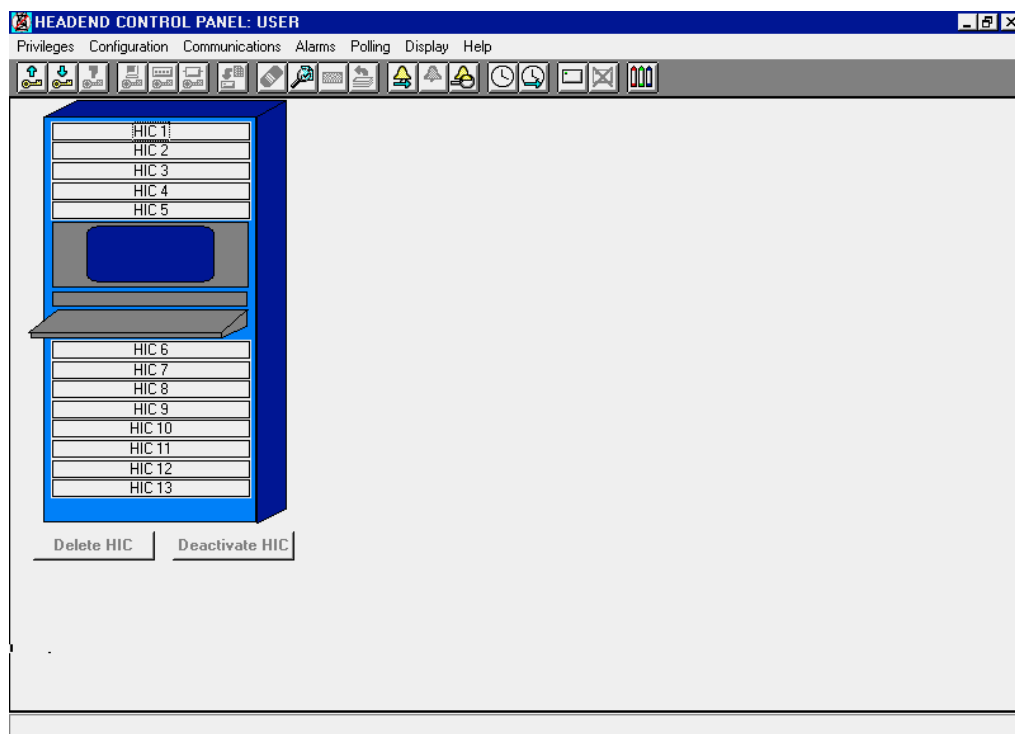 HEADEND CONTROL PANEL: USER
Privileges Configuration Communications Alarms Polling Display Help
HIC 1
HIC 2
HIC 3
HIC 4
HIC 5
HIC 6
HIC 7
HIC 8
HIC 9
HIC 10
HIC 11
HIC 12
HIC 13
Delete HIC Deactivate HIC